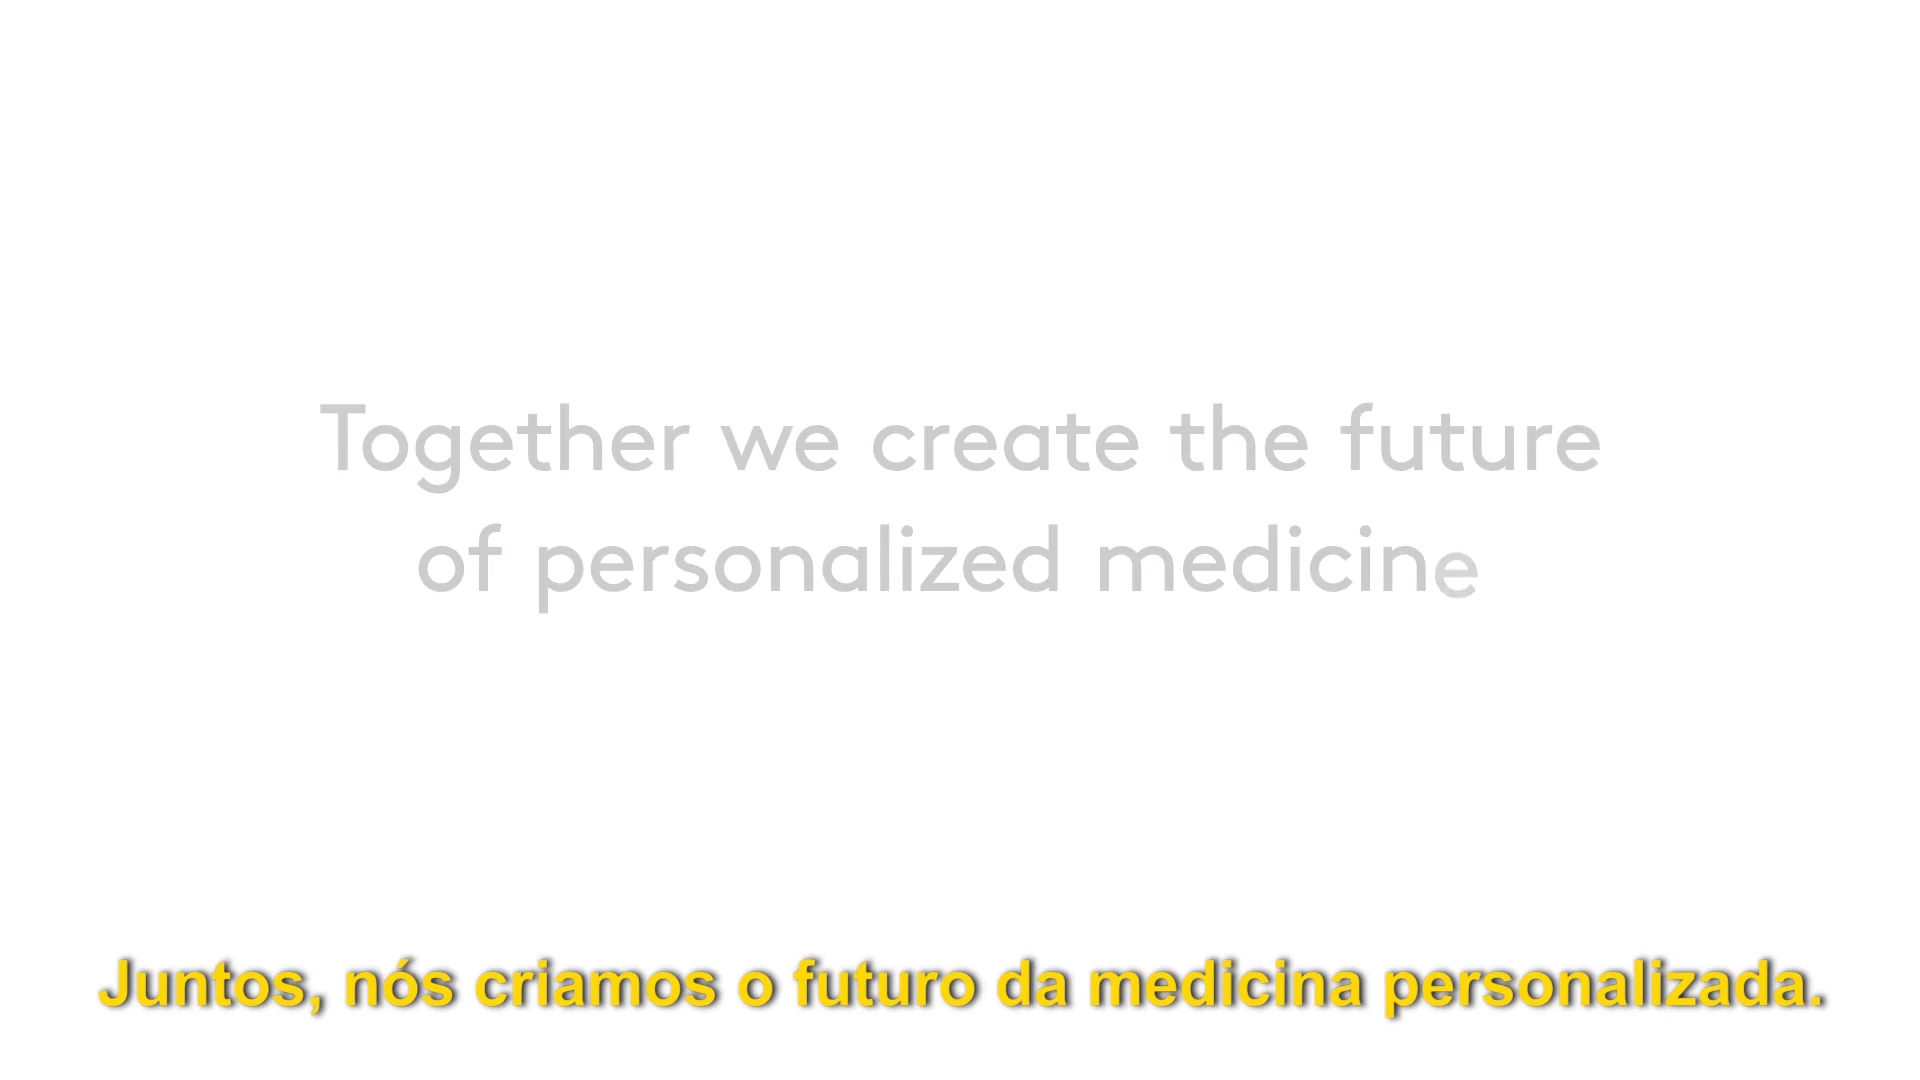 Together we create the future
of personalized medicine
Juntos, nós criamos o futuro da medicina personalizada.